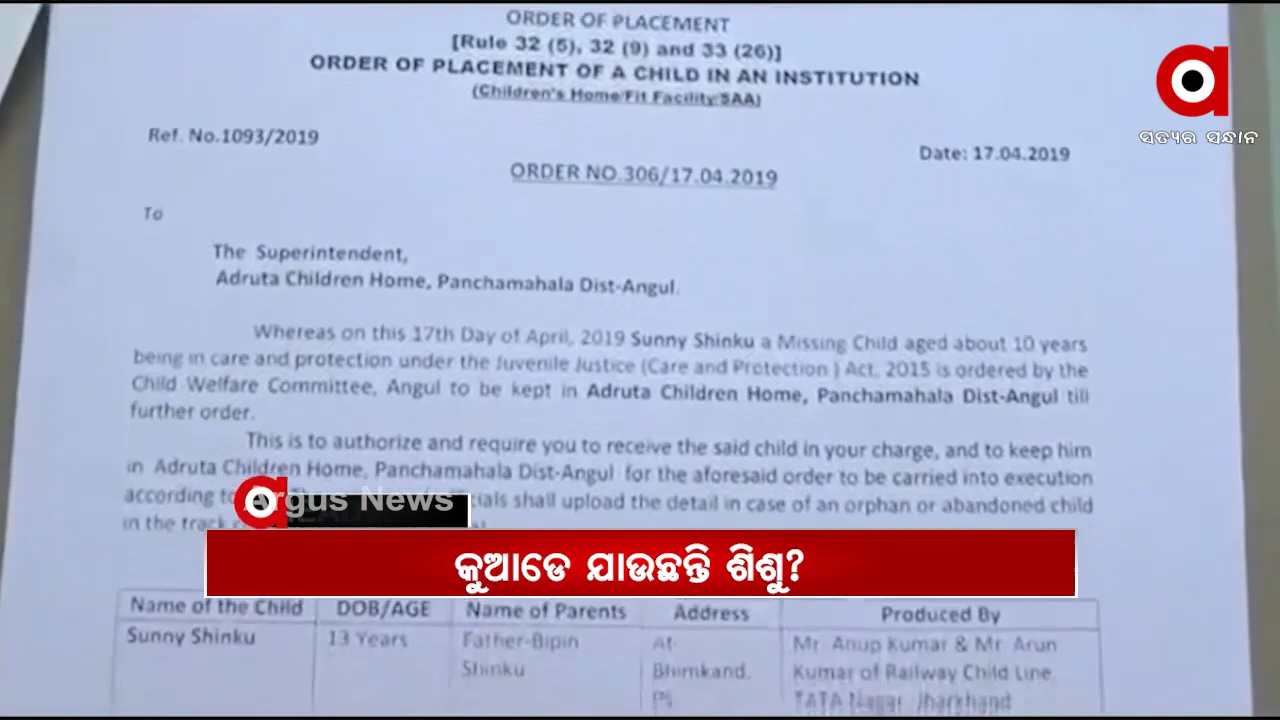 ORDER OF PLACEMENT
[Rule 32 (5), 32 (9) and 33 (26)]
ORDER OF PLACEMENT OF A CHILD IN AN INSTITUTION
(Children's Home/Fit Facility/SAA)
ସତ୍ୟର ସନ୍ଧାନ
Ref. No.1093/2019
Date: 17.04.2019
ORDER NO.306/17.04.2019
To
The Superintendent,
Adruta Children Home, Panchamahala Dist-Angul.
Whereas on this 17th Day of April, 2019 Sunny Shinku a Missing Child aged about 10 years
being in care and protection under the Juvenile Justice (Care and Protection ) Act, 2015 is ordered by the
Child Welfare Committee, Angul to be kept in Adruta Children Home, Panchamahala Dist-Angul till
further order.
This is to authorize and require you to receive the said child in your charge, and to keep him
in Adruta Children Home, Panchamahala Dist-Angul for the aforesaid order to be carried into execution
according to shall upload the detail in case of an orphan or abandoned child
in the track
Argus News
କୁଆଡେ ଯାଉଛନ୍ତି ଶିଶୁ?
Name of the Child DOB/AGE Name of Parents Address Produced By
Sunny Shinku 13 Years Father-Bipin At- Mr. Anup Kumar & Mr. Arun
Shinku Bhimkand. Kumar of Railway Child Line
TATA Nagar Jharkhand